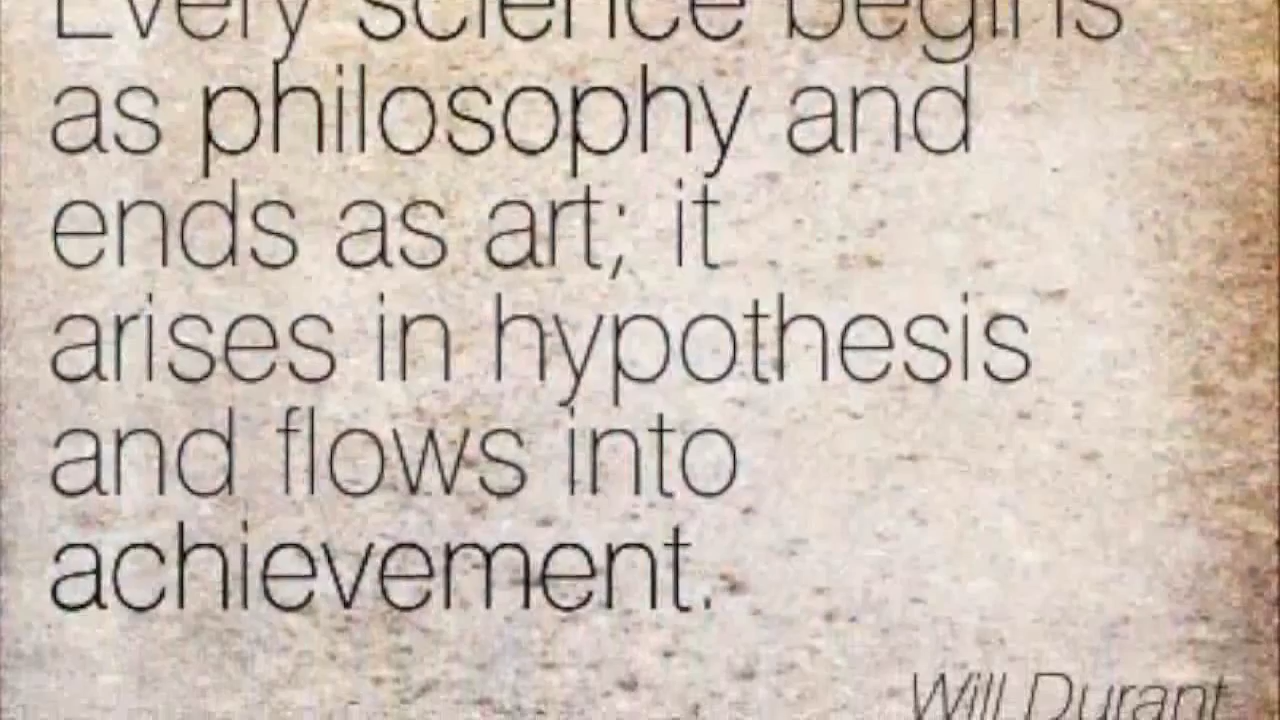 Every science begins
as philosophy and
ends as art; it
arises in hypothesis
and flows into
achievement.
Will Durant